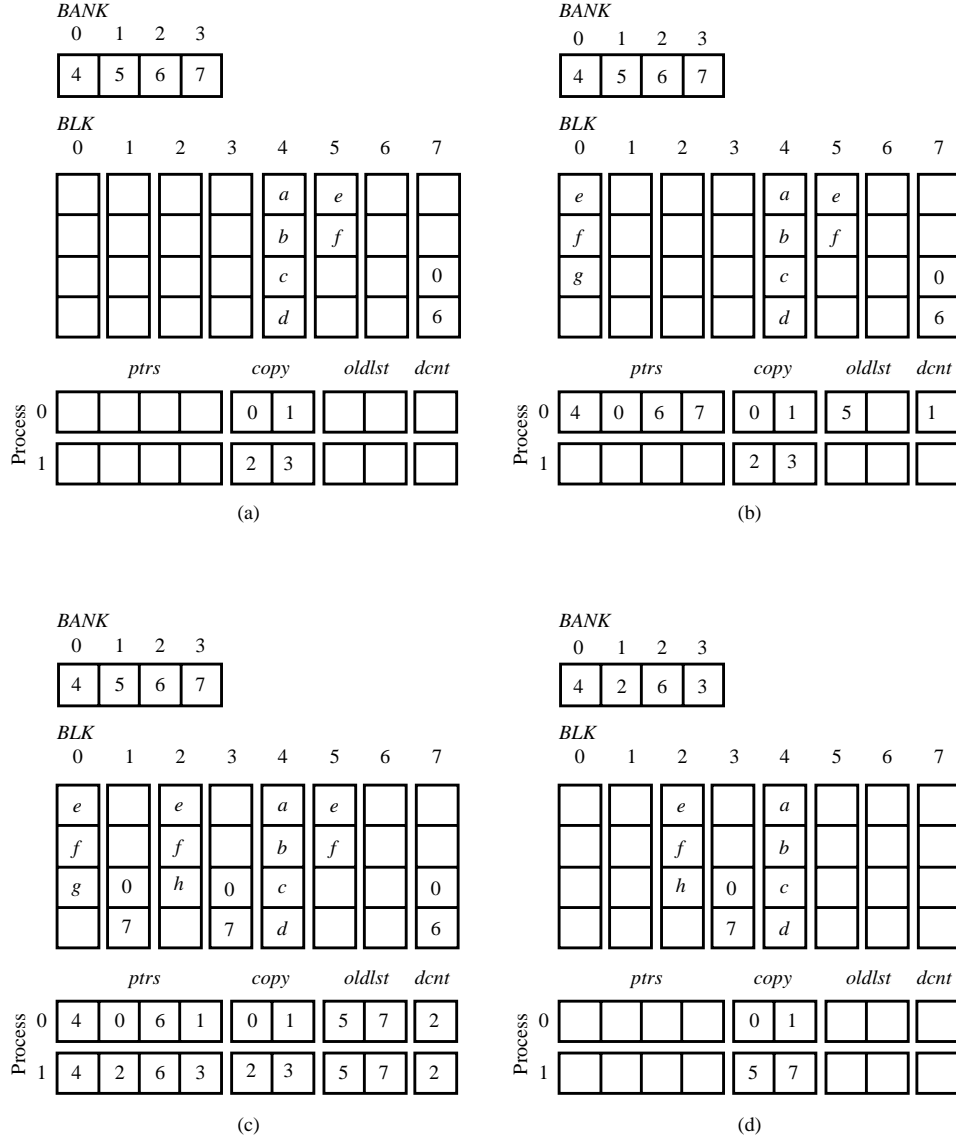 BANK
0 1 2 3
4 5 6 7
BLK
0 1 2 3 4 5 6 7
a e
b f
c 0
d 6
ptrs copy oldlst dcnt
Process
0 0 1
1 2 3
(a)
BANK
0 1 2 3
4 5 6 7
BLK
0 1 2 3 4 5 6 7
e a e
f b f
g c 0
d 6
ptrs copy oldlst dcnt
Process
0 4 0 6 7 0 1 5 1
1 2 3
(b)
BANK
0 1 2 3
4 5 6 7
BLK
0 1 2 3 4 5 6 7
e e a e
f f b f
g 0 h 0 c 0
7 7 d 6
ptrs copy oldlst dcnt
Process
0 4 0 6 1 0 1 5 7 2
1 4 2 6 3 2 3 5 7 2
(c)
BANK
0 1 2 3
4 2 6 3
BLK
0 1 2 3 4 5 6 7
e a
f b
h 0 c
7 d
ptrs copy oldlst dcnt
Process
0 0 1
1 5 7
(d)